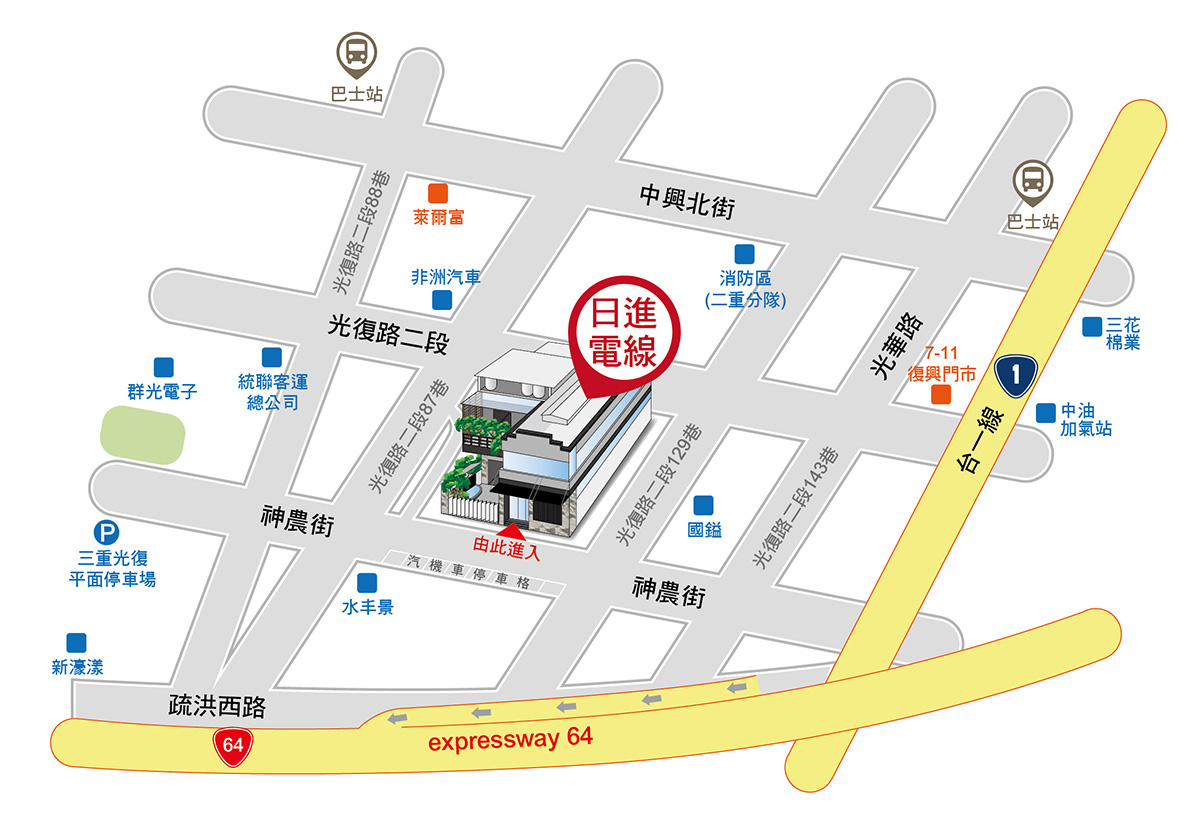 巴士站
光復路二段88巷
萊爾富
中興北街
巴士站
非洲汽車
消防區
(二重分隊)
日進
電線
光復路二段
光華路
三花
棉業
7-11
復興門市
1
群光電子
統聯客運
總公司
光復路二段87巷
中油
加氣站
台一線
光復路二段129巷
光復路二段143巷
神農街
國鎰
P
三重光復
平面停車場
由此進入
汽機車停車格
水丰景
神農街
新濠漾
疏洪西路
64
expressway 64